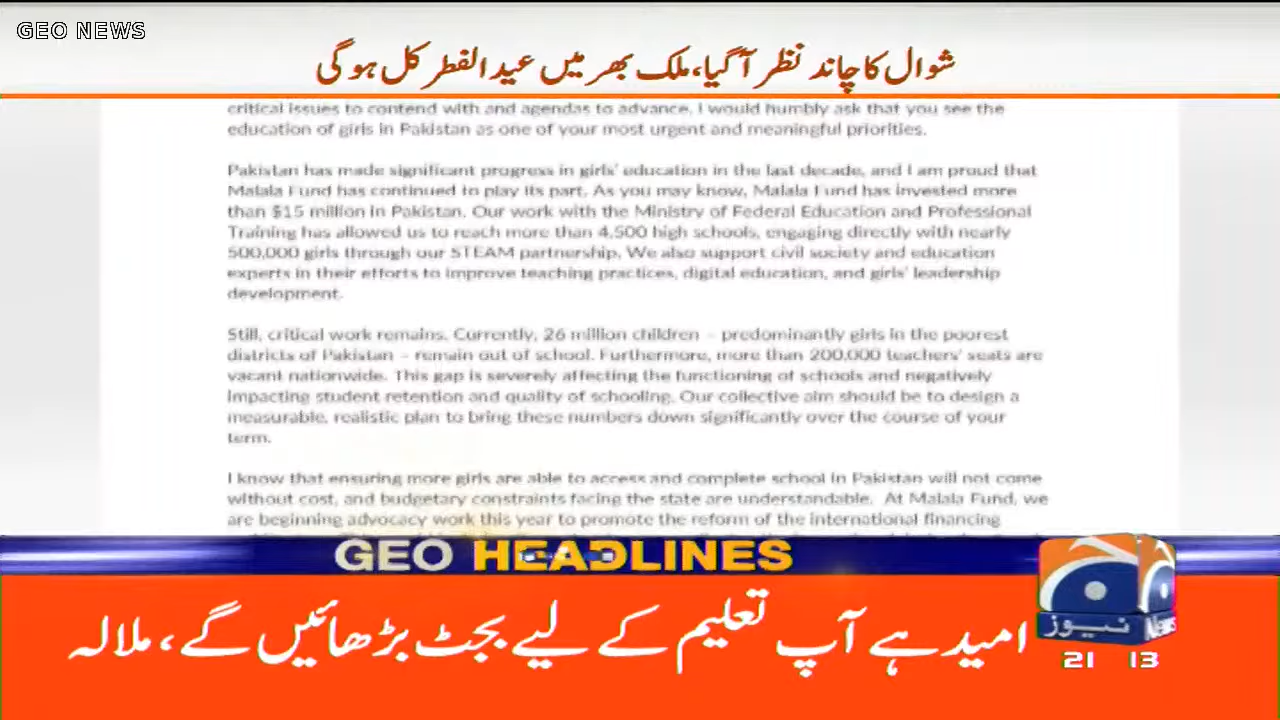 GEO NEWS
شوال کا چاند نظر آگیا، ملک بھر میں عید الفطر کل ہوگی
critical issues to contend with and agendas to advance, I would humbly ask that you see the
education of girls in Pakistan as one of your most urgent and meaningful priorities.
Pakistan has made significant progress in girls' education in the last decade, and I am proud that
Malala Fund has continued to play its part. As you may know, Malala Fund has invested more
than $15 million in Pakistan. Our work with the Ministry of Federal Education and Professional
Training has allowed us to reach more than 4,500 high schools, engaging directly with nearly
500,000 girls through our STEAM partnership. We also support civil society and education
experts in their efforts to improve teaching practices, digital education, and girls' leadership
development.
Still, critical work remains. Currently, 26 million children – predominantly girls in the poorest
districts of Pakistan – remain out of school. Furthermore, more than 200,000 teachers' seats are
vacant nationwide. This gap is severely affecting the functioning of schools and negatively
impacting student retention and quality of schooling. Our collective aim should be to design a
measurable, realistic plan to bring these numbers down significantly over the course of your
term.
I know that ensuring more girls are able to access and complete school in Pakistan will not come
without cost, and budgetary constraints facing the state are understandable. At Malala Fund, we
are beginning advocacy work this year to promote the reform of the international financing
GEO HEADLINES
امید ہے آپ تعلیم کے لیے بجٹ بڑھائیں گے، ملالہ
نیوز News
21 13